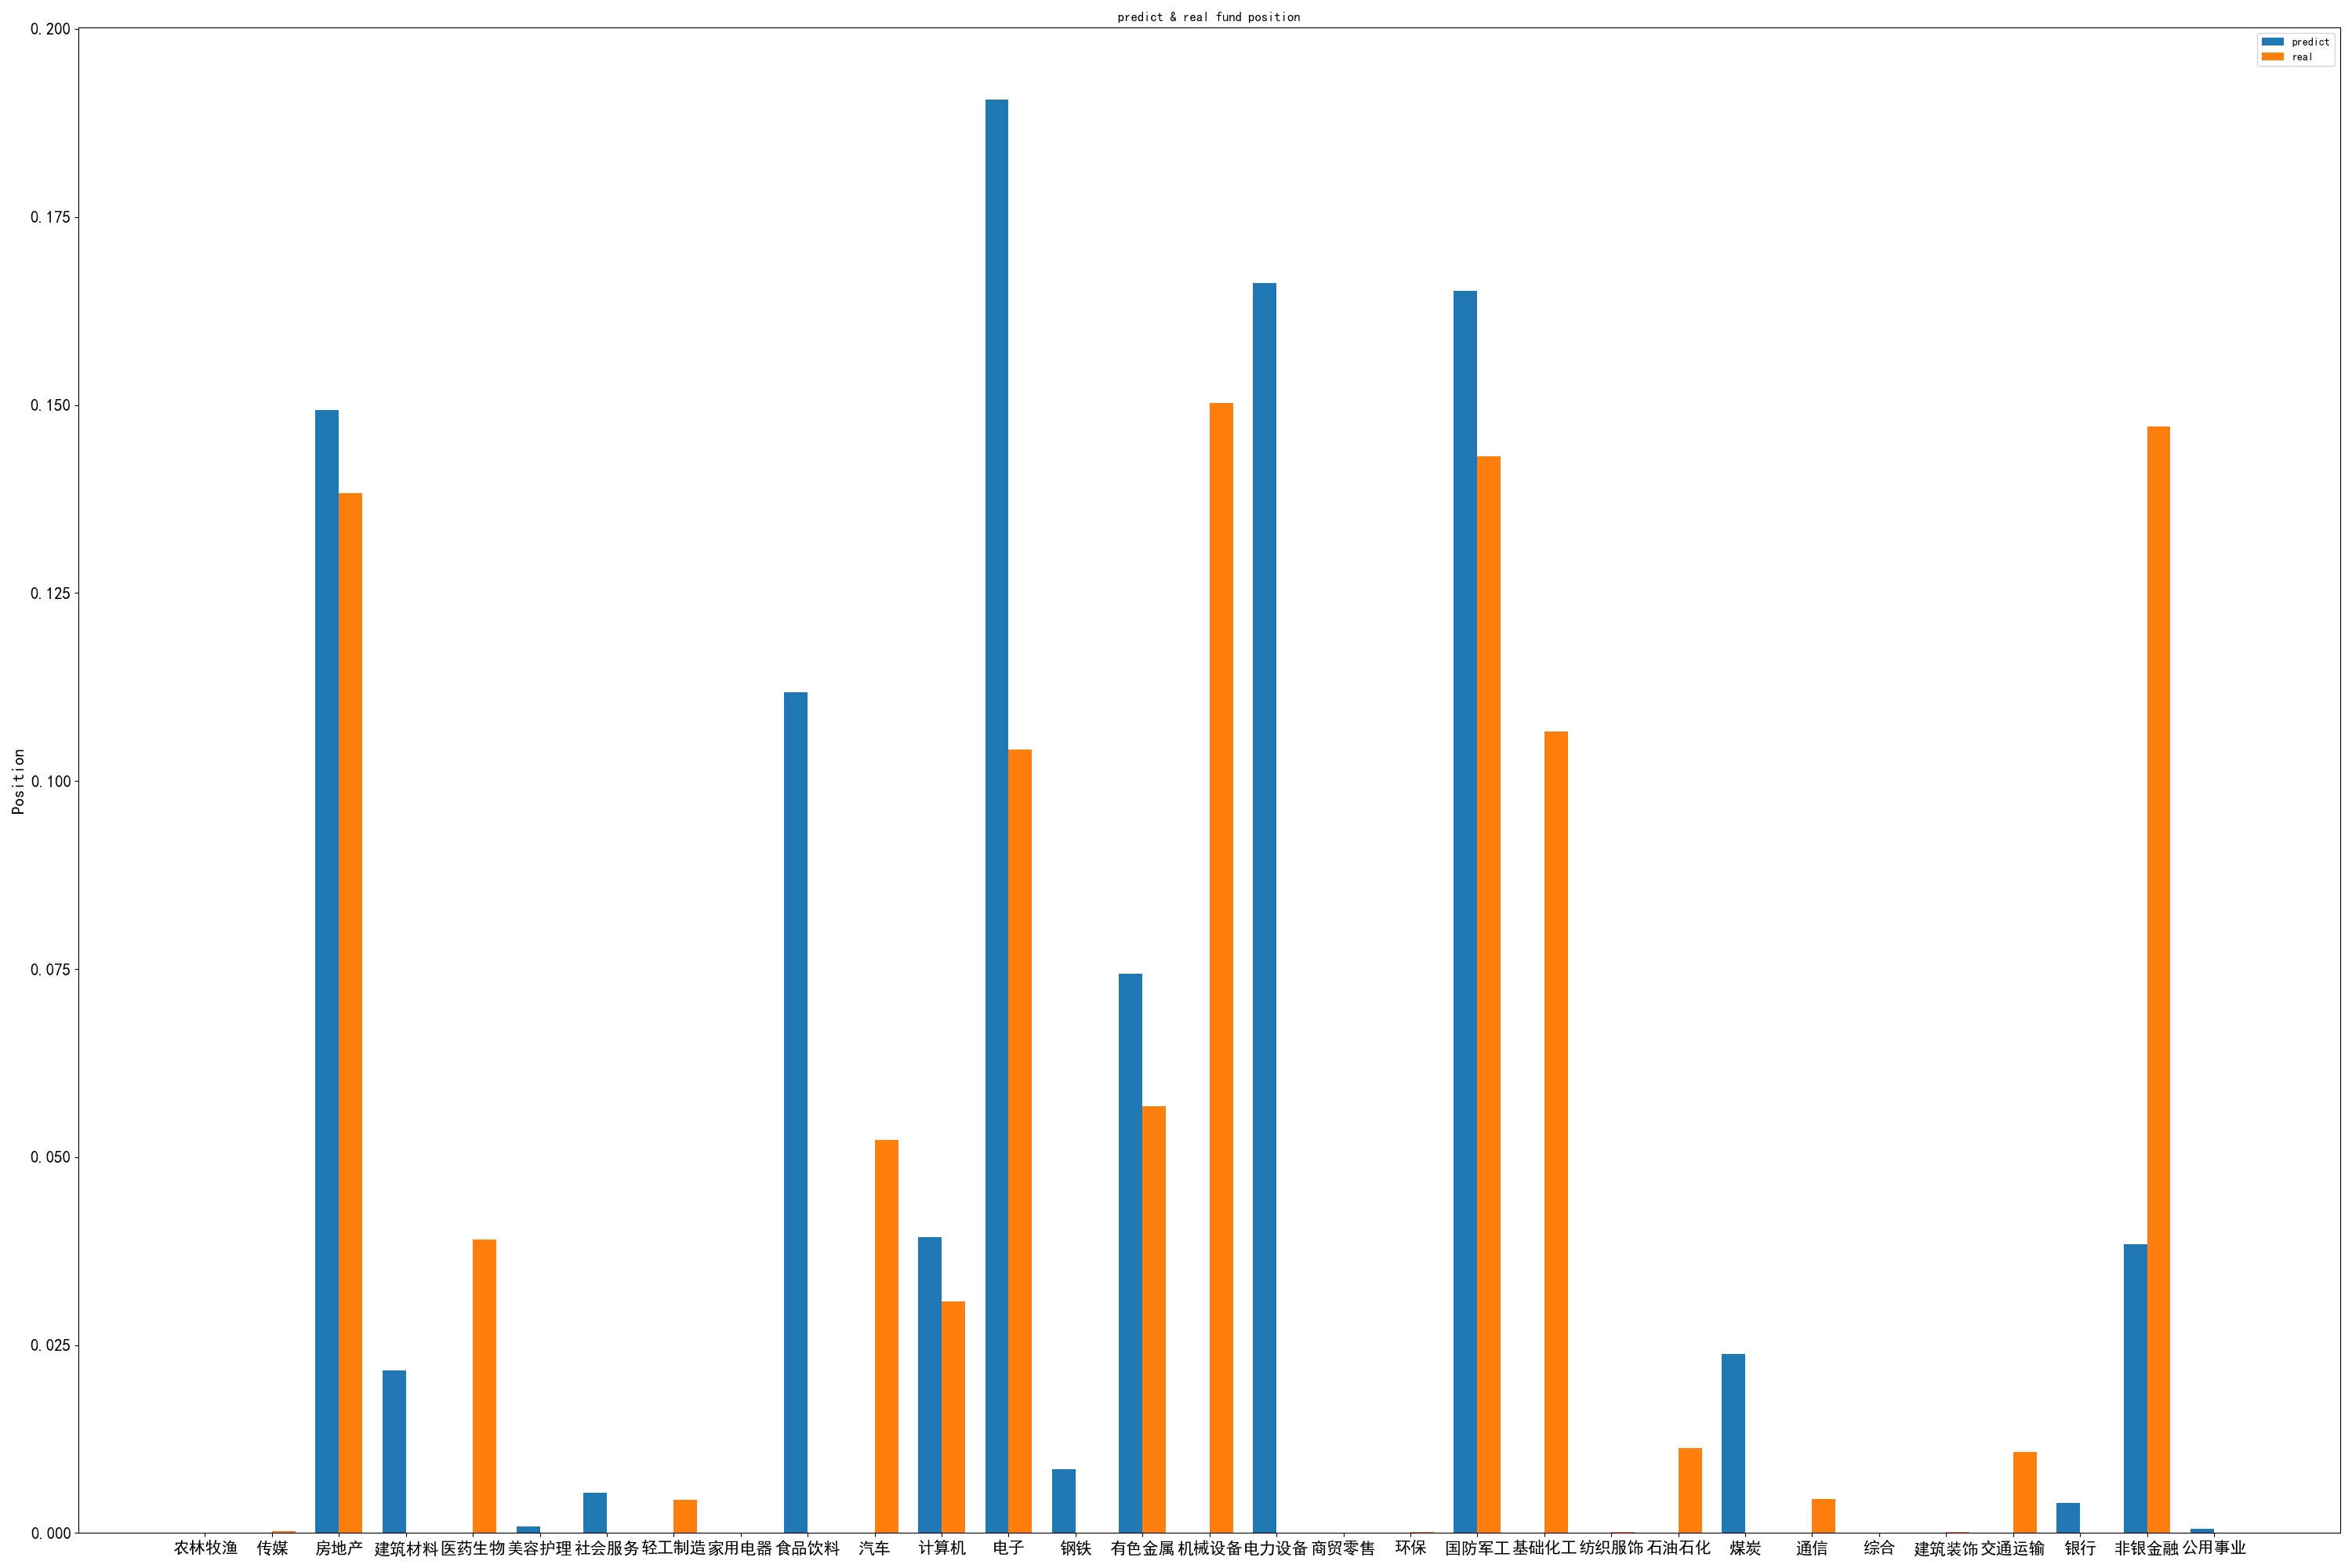 predict & real fund position
predict
real
0.200
0.175
0.150
0.125
0.100
0.075
0.050
0.025
0.000
Position
农林牧渔 传媒 房地产 建筑材料 医药生物 美容护理 社会服务 轻工制造 家用电器 食品饮料 汽车 计算机 电子 钢铁 有色金属 机械设备 电力设备 商贸零售 环保 国防军工 基础化工 纺织服饰 石油石化 煤炭 通信 综合 建筑装饰 交通运输 银行 非银金融 公用事业